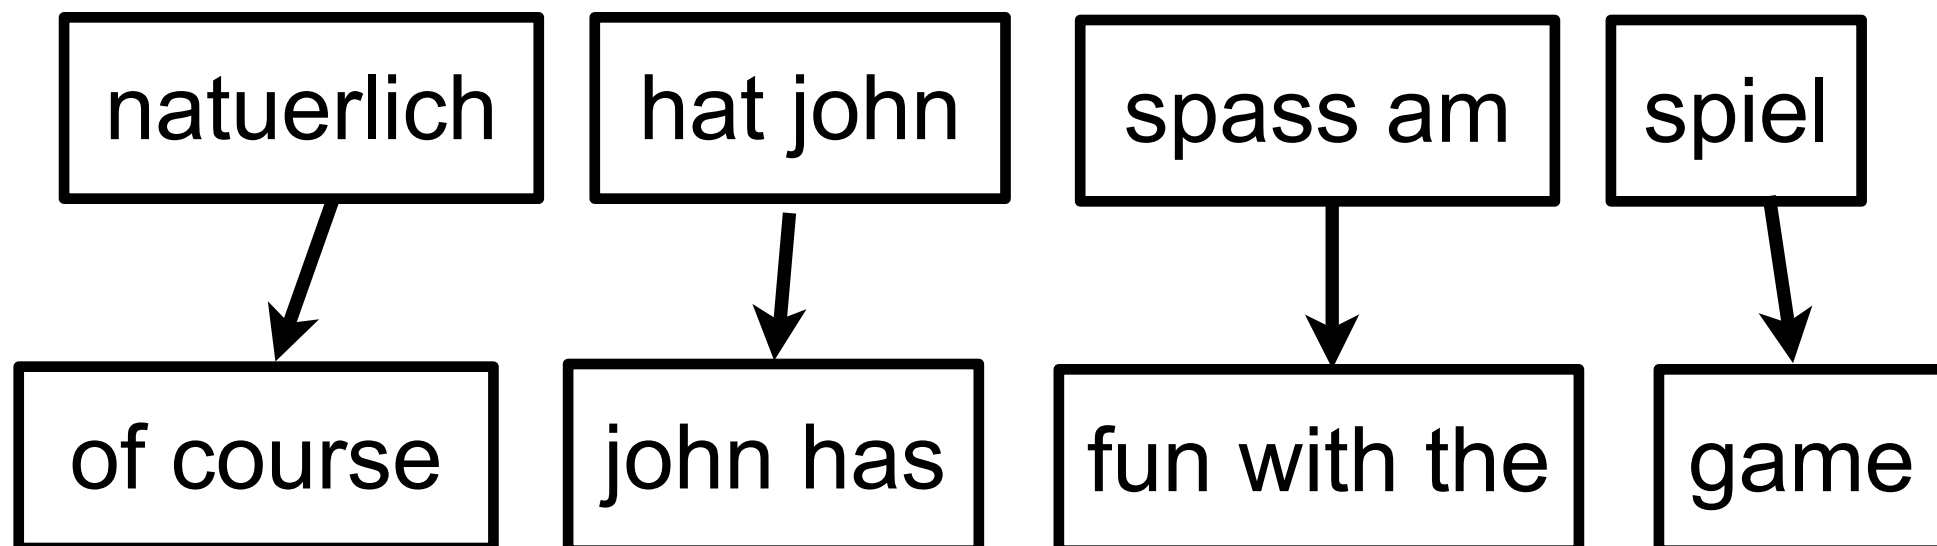 natuerlich hat john spass am spiel
of course john has fun with the game